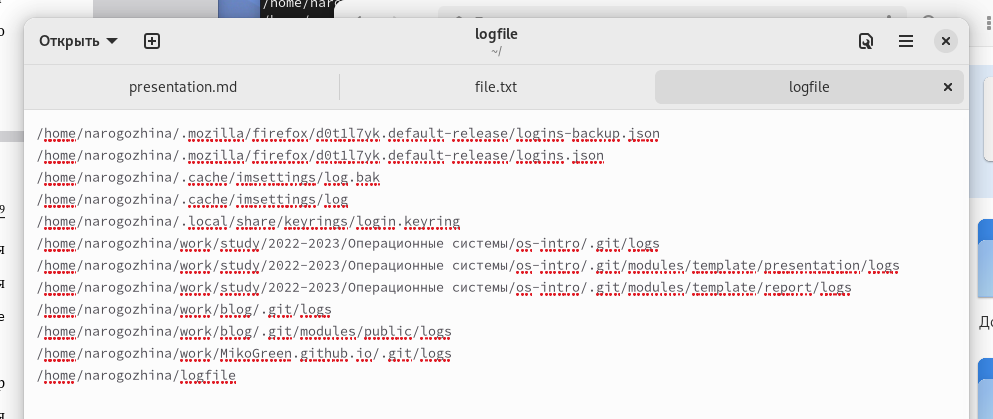 /home/naro
Открыть
logfile
~/
presentation.md
file.txt
logfile
/home/narogozhina/.mozilla/firefox/d0t1l7yk.default-release/logins-backup.json
/home/narogozhina/.mozilla/firefox/d0t1l7yk.default-release/logins.json
/home/narogozhina/.cache/imsettings/log.bak
/home/narogozhina/.cache/imsettings/log
/home/narogozhina/.local/share/keyrings/login.keyring
/home/narogozhina/work/study/2022-2023/Операционные системы/os-intro/.git/logs
/home/narogozhina/work/study/2022-2023/Операционные системы/os-intro/.git/modules/template/presentation/logs
/home/narogozhina/work/study/2022-2023/Операционные системы/os-intro/.git/modules/template/report/logs
/home/narogozhina/work/blog/.git/logs
/home/narogozhina/work/blog/.git/modules/public/logs
/home/narogozhina/work/MikoGreen.github.io/.git/logs
/home/narogozhina/logfile